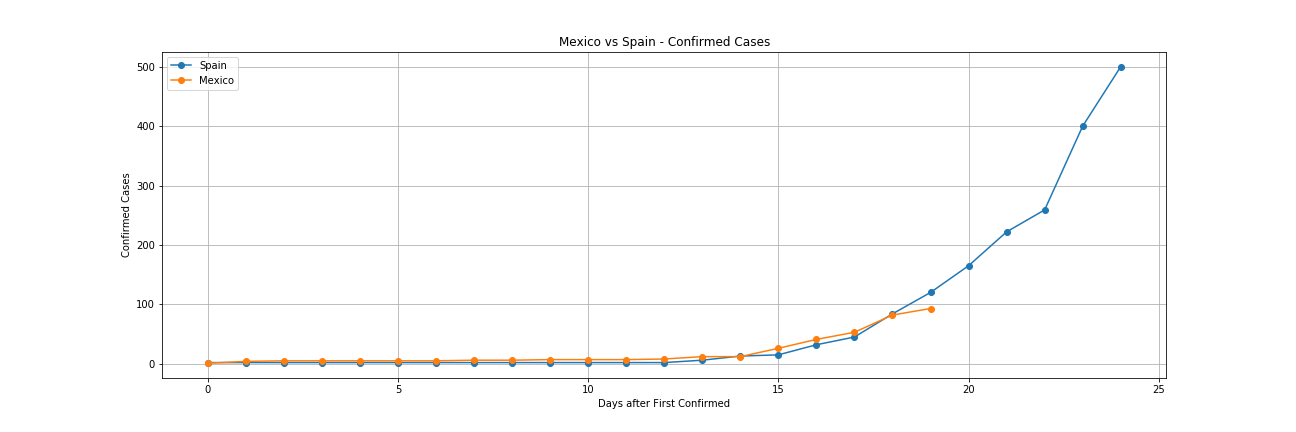 Mexico vs Spain - Confirmed Cases
Spain
Mexico
500
400
300
200
100
0
Confirmed Cases
0 5 10 15 20 25
Days after First Confirmed